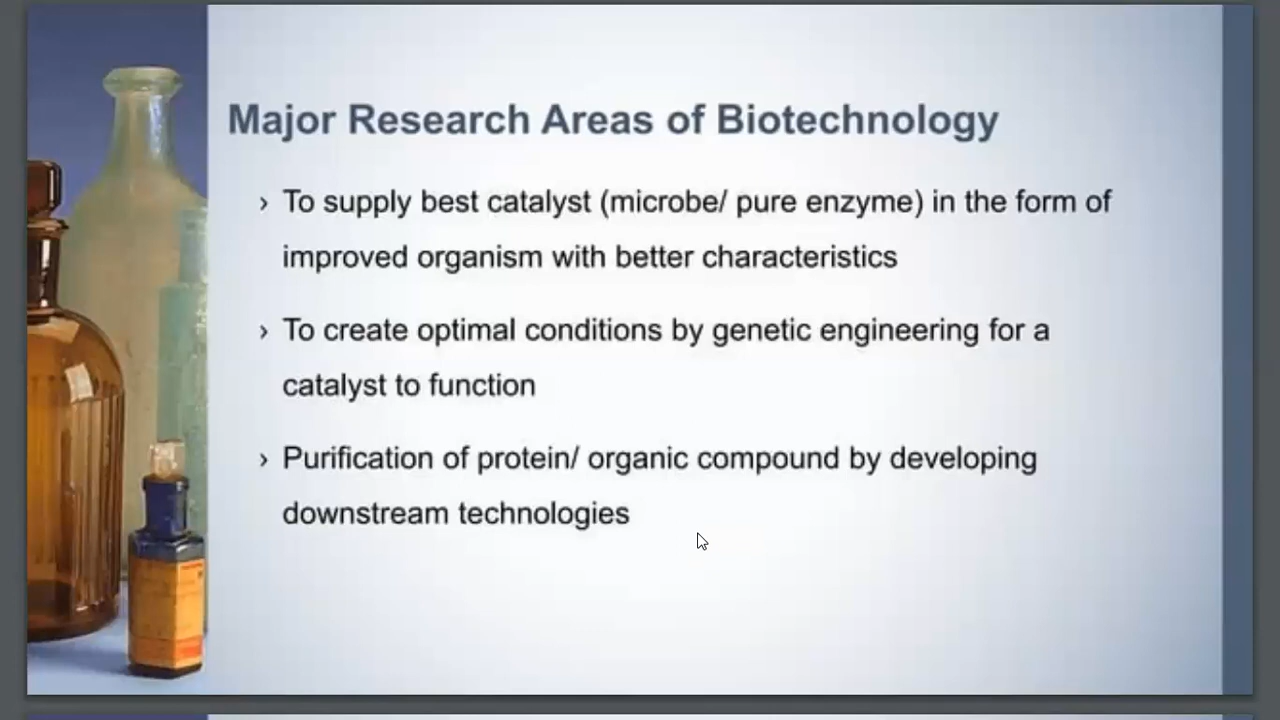 Major Research Areas of Biotechnology
› To supply best catalyst (microbe/ pure enzyme) in the form of
improved organism with better characteristics
› To create optimal conditions by genetic engineering for a
catalyst to function
› Purification of protein/ organic compound by developing
downstream technologies